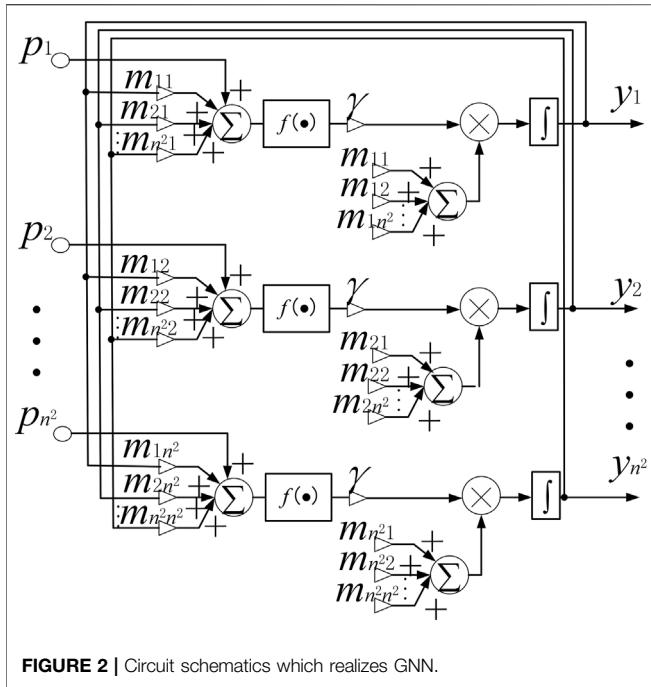 p₁
m₁₁
m₂₁
⋮
mₙ²₁
+
+
+
+
Σ
f(•)
γ
×
∫
y₁
m₁₁
m₁₂
⋮
m₁ₙ²
+
+
+
Σ
p₂
m₁₂
m₂₂
⋮
mₙ²₂
+
+
+
+
Σ
f(•)
γ
×
∫
y₂
m₂₁
m₂₂
⋮
m₂ₙ²
+
+
+
Σ
pₙ²
m₁ₙ²
m₂ₙ²
⋮
mₙ²ₙ²
+
+
+
+
Σ
f(•)
γ
×
∫
yₙ²
mₙ²₁
mₙ²₂
⋮
mₙ²ₙ²
+
+
+
Σ
FIGURE 2 | Circuit schematics which realizes GNN.